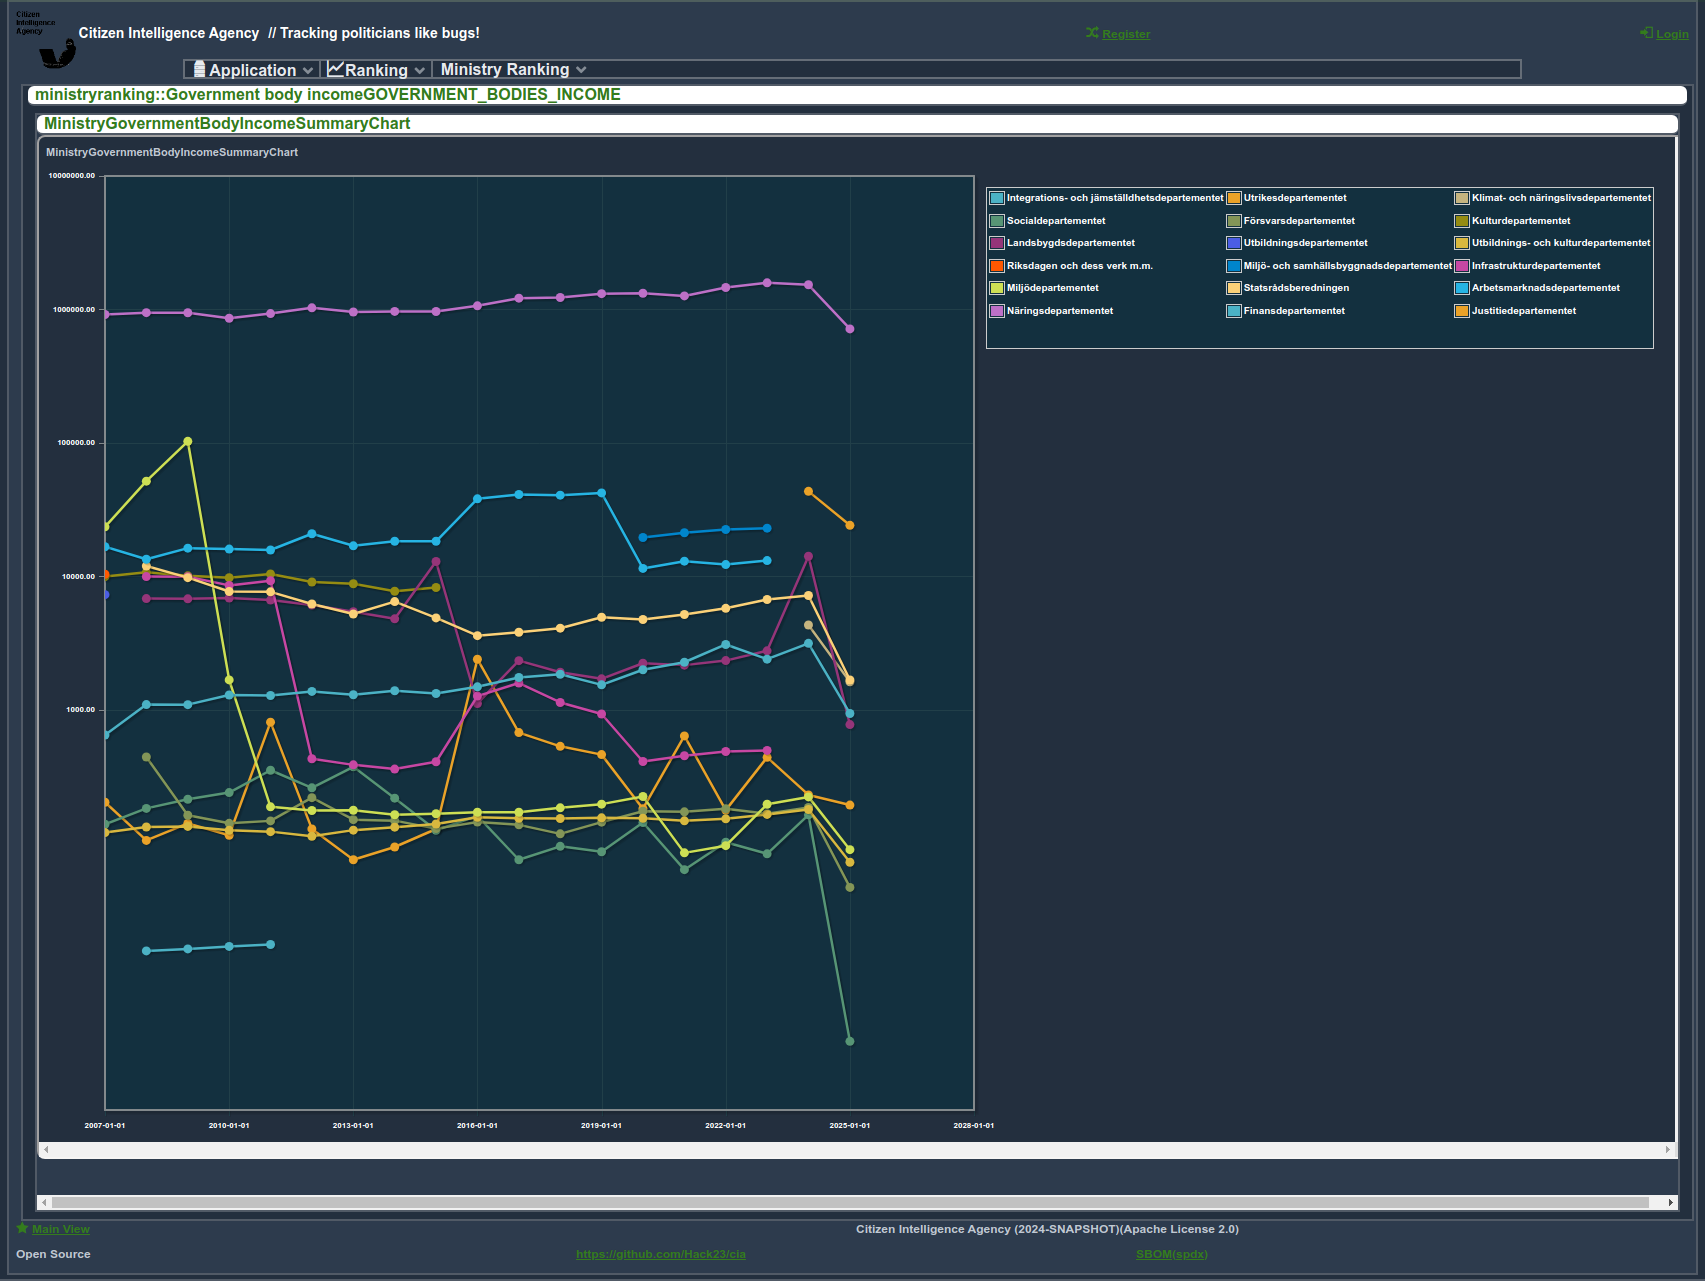 Citizen
Intelligence
Agency
Citizen Intelligence Agency // Tracking politicians like bugs!
Register
Login
Application
Ranking
Ministry Ranking
ministryranking::Government body incomeGOVERNMENT_BODIES_INCOME
MinistryGovernmentBodyIncomeSummaryChart
MinistryGovernmentBodyIncomeSummaryChart
10000000.00
1000000.00
100000.00
10000.00
1000.00
2007-01-01
2010-01-01
2013-01-01
2016-01-01
2019-01-01
2022-01-01
2025-01-01
2028-01-01
Integrations- och jämställdhetsdepartementet
Utrikesdepartementet
Klimat- och näringslivsdepartementet
Socialdepartementet
Försvarsdepartementet
Kulturdepartementet
Landsbygdsdepartementet
Utbildningsdepartementet
Utbildnings- och kulturdepartementet
Riksdagen och dess verk m.m.
Miljö- och samhällsbyggnadsdepartementet
Infrastrukturdepartementet
Miljödepartementet
Statsrådsberedningen
Arbetsmarknadsdepartementet
Näringsdepartementet
Finansdepartementet
Justitiedepartementet
Main View
Citizen Intelligence Agency (2024-SNAPSHOT)(Apache License 2.0)
Open Source
https://github.com/Hack23/cia
SBOM(spdx)